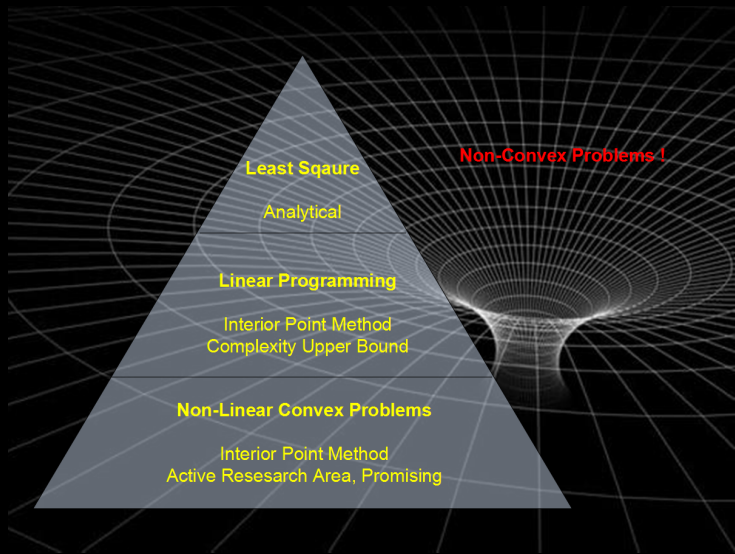 Non-Convex Problems !
Least Sqaure
Analytical
Linear Programming
Interior Point Method
Complexity Upper Bound
Non-Linear Convex Problems
Interior Point Method
Active Resesarch Area, Promising